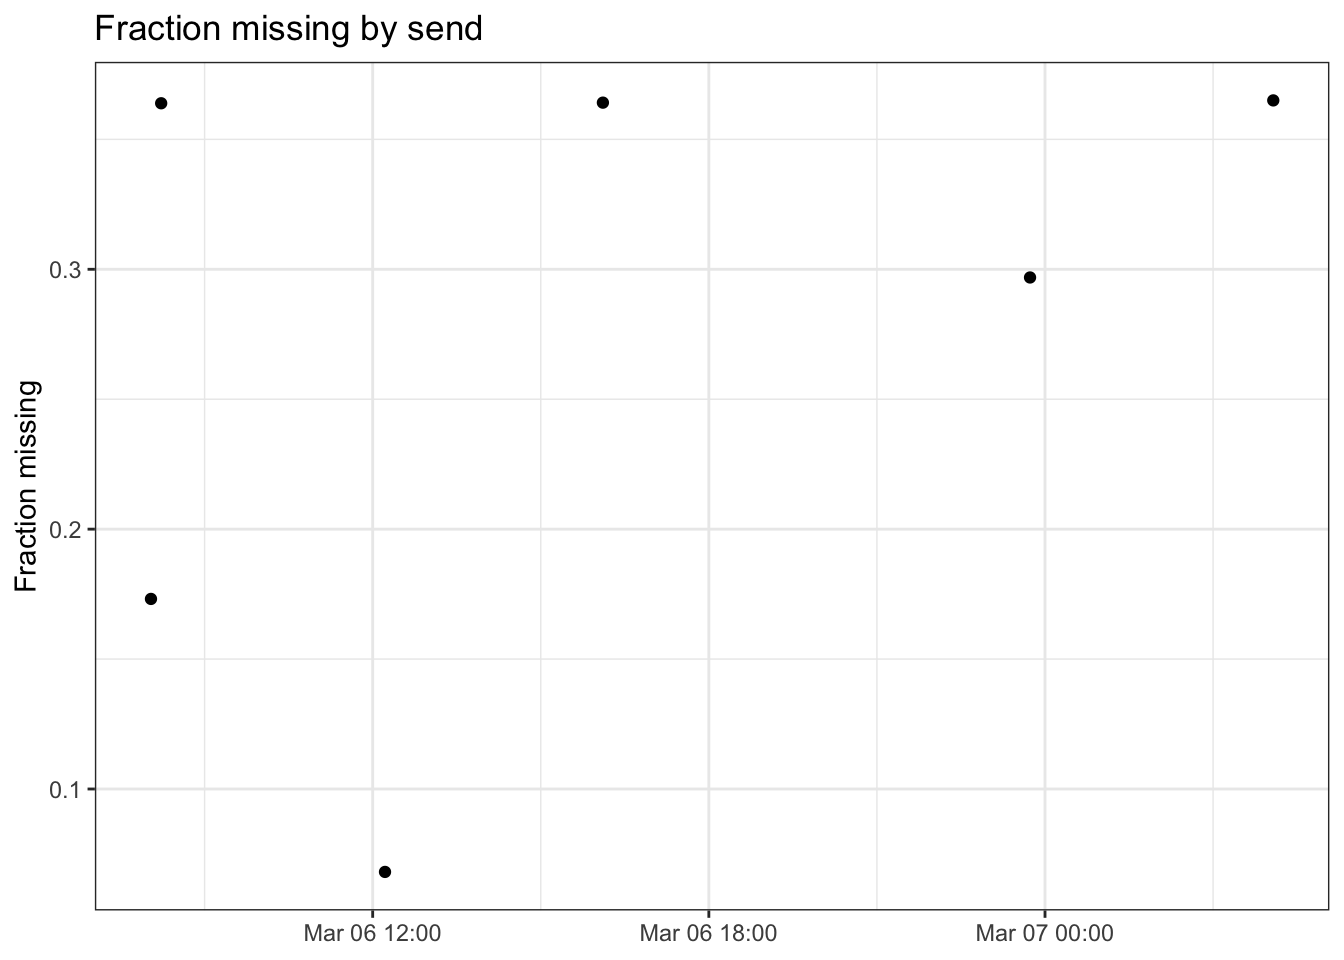 Fraction missing by send
Fraction missing
0.3
0.2
0.1
Mar 06 12:00
Mar 06 18:00
Mar 07 00:00